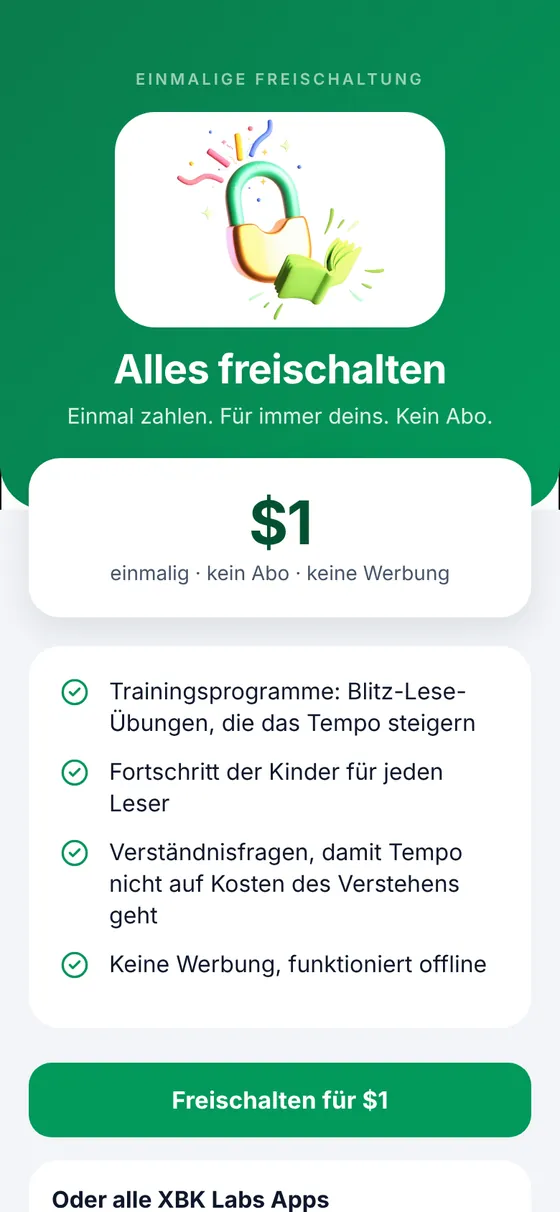 EINMALIGE FREISCHALTUNG
Alles freischalten
Einmal zahlen. Für immer deins. Kein Abo.
$1
einmalig · kein Abo · keine Werbung
Trainingsprogramme: Blitz-Lese-
Übungen, die das Tempo steigern
Fortschritt der Kinder für jeden
Leser
Verständnisfragen, damit Tempo
nicht auf Kosten des Verstehens
geht
Keine Werbung, funktioniert offline
Freischalten für $1
Oder alle XBK Labs Apps